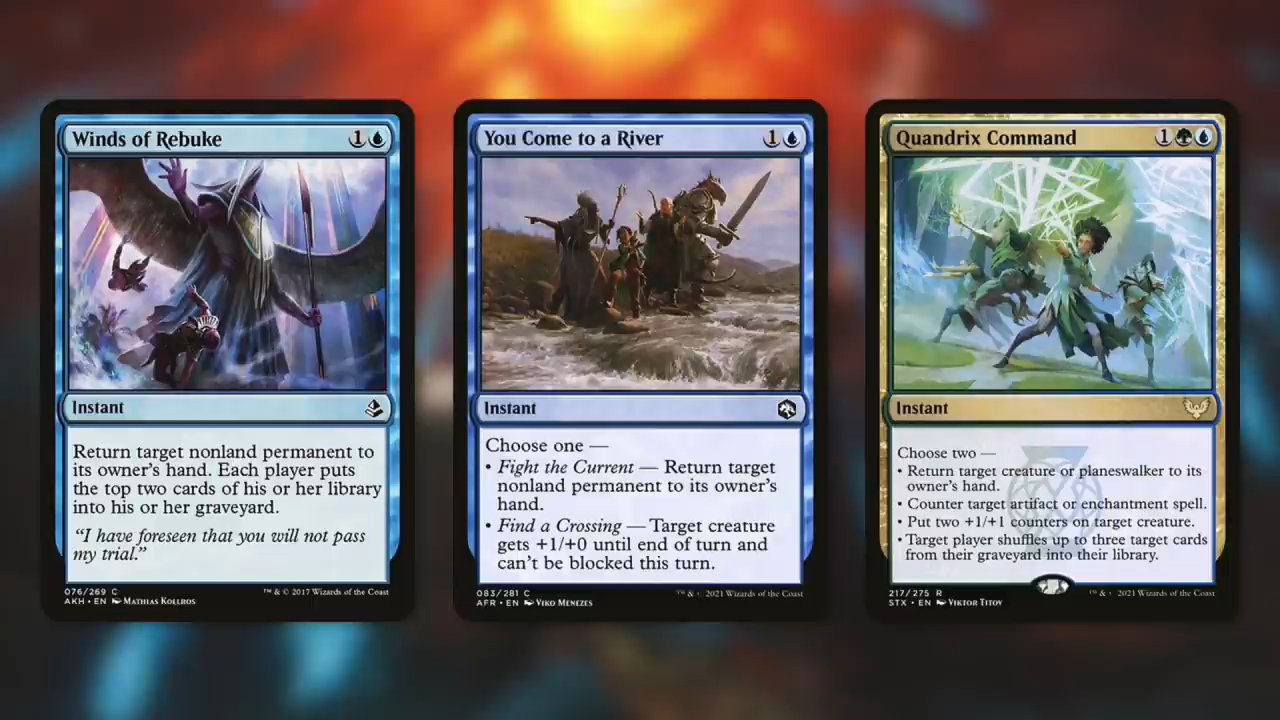 Winds of Rebuke 1
Instant
Return target nonland permanent to
its owner's hand. Each player puts
the top two cards of his or her library
into his or her graveyard.
"I have foreseen that you will not pass
my trial."
076/269 C
AKH • EN Mathias Kollros
™ & © 2017 Wizards of the Coast
You Come to a River 1
Instant
Choose one —
• Fight the Current — Return target
nonland permanent to its owner's
hand.
• Find a Crossing — Target creature
gets +1/+0 until end of turn and
can't be blocked this turn.
083/281 C
AFR • EN Viko Menezes
™ & © 2021 Wizards of the Coast
Quandrix Command 1
Instant
Choose two —
• Return target creature or planeswalker to its
owner's hand.
• Counter target artifact or enchantment spell.
• Put two +1/+1 counters on target creature.
• Target player shuffles up to three target cards
from their graveyard into their library.
217/275 R
STX • EN Viktor Titov
™ & © 2021 Wizards of the Coast